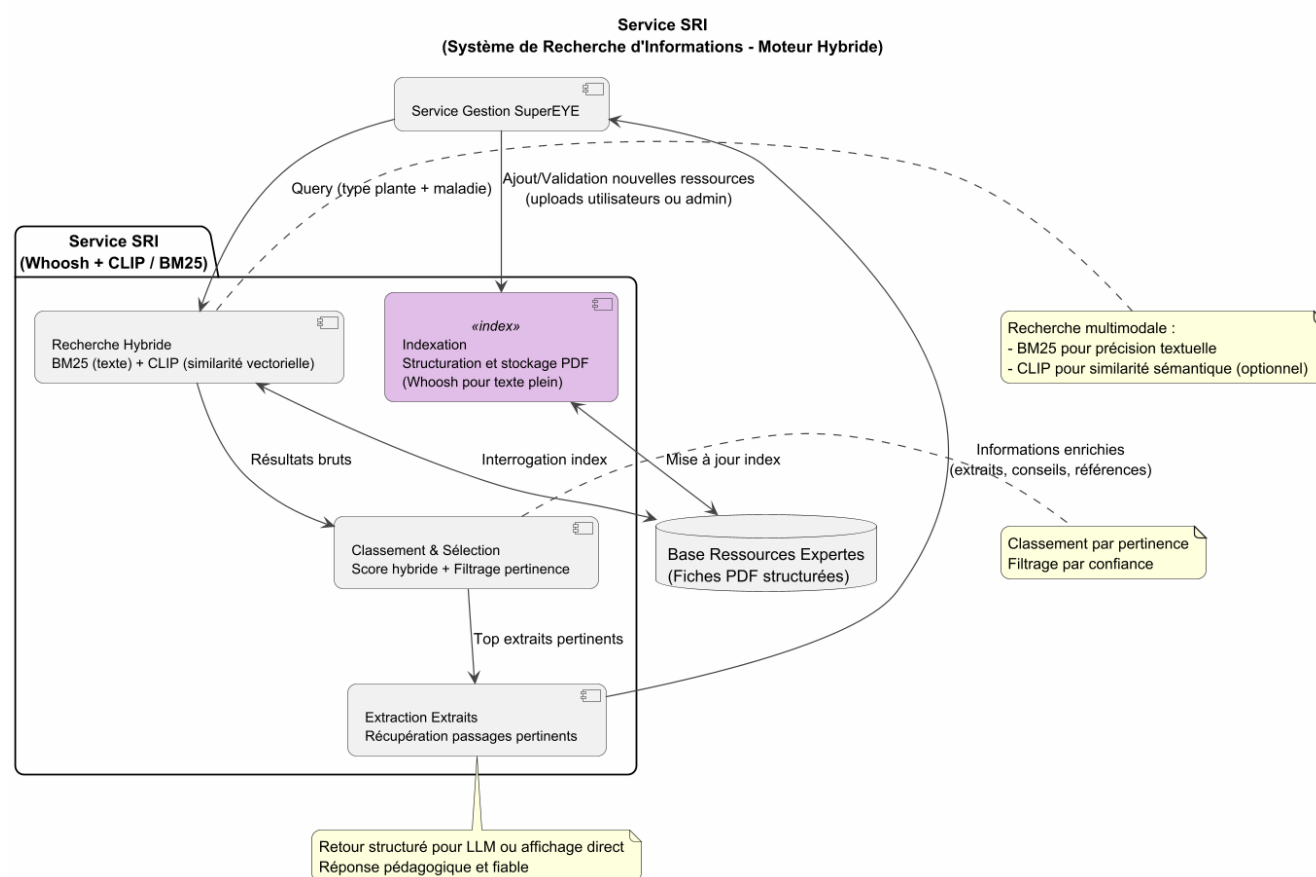 Service SRI
(Système de Recherche d'Informations - Moteur Hybride)
Service Gestion SuperEYE
Query (type plante + maladie)
Ajout/Validation nouvelles ressources
(uploads utilisateurs ou admin)
Service SRI
(Whoosh + CLIP / BM25)
Recherche Hybride
BM25 (texte) + CLIP (similarité vectorielle)
«index»
Indexation
Structuration et stockage PDF
(Whoosh pour texte plein)
Recherche multimodale :
- BM25 pour précision textuelle
- CLIP pour similarité sémantique (optionnel)
Résultats bruts
Interrogation index
Mise à jour index
Informations enrichies
(extraits, conseils, références)
Classement & Sélection
Score hybride + Filtrage pertinence
Base Ressources Expertes
(Fiches PDF structurées)
Classement par pertinence
Filtrage par confiance
Top extraits pertinents
Extraction Extraits
Récupération passages pertinents
Retour structuré pour LLM ou affichage direct
Réponse pédagogique et fiable